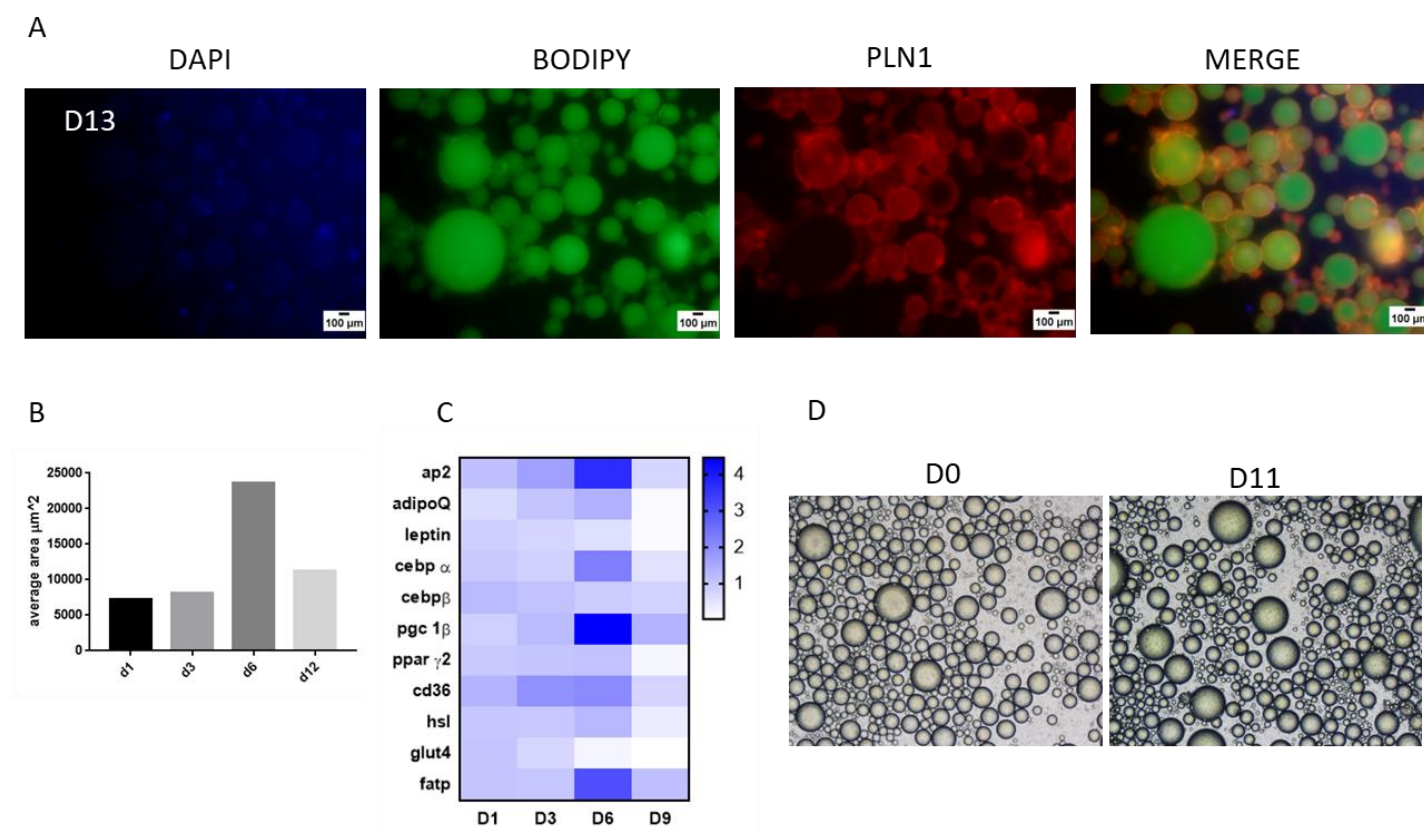 A
DAPI
BODIPY
PLN1
MERGE
D13
100 µm
100 µm
100 µm
100 µm
B
C
D
average area µm^2
25000
20000
15000
10000
5000
0
d1
d3
d6
d12
ap2
adipoQ
leptin
cebp α
cebpβ
pgc 1β
ppar γ2
cd36
hsl
glut4
fatp
D1
D3
D6
D9
4
3
2
1
D0
D11